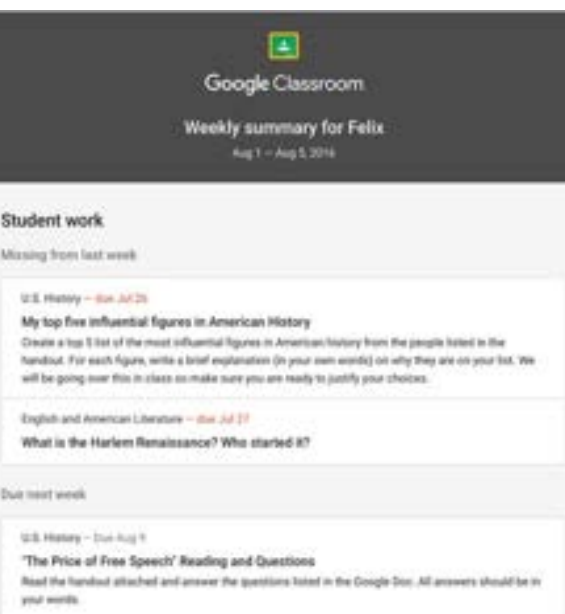 Google Classroom
Weekly summary for Felix
Aug 1 – Aug 5, 2016
Student work
Missing from last week
U.S. History – due Jul 26
My top five influential figures in American History
Create a top 5 list of the most influential figures in American history from the people listed in the
handout. For each figure, write a brief explanation (in your own words) on why they are on your list. We
will be going over this in class so make sure you are ready to justify your choices.
English and American Literature – due Jul 27
What is the Harlem Renaissance? Who started it?
Due next week
U.S. History – Due Aug 9
"The Price of Free Speech" Reading and Questions
Read the handout attached and answer the questions listed in the Google Doc. All answers should be in
your words.